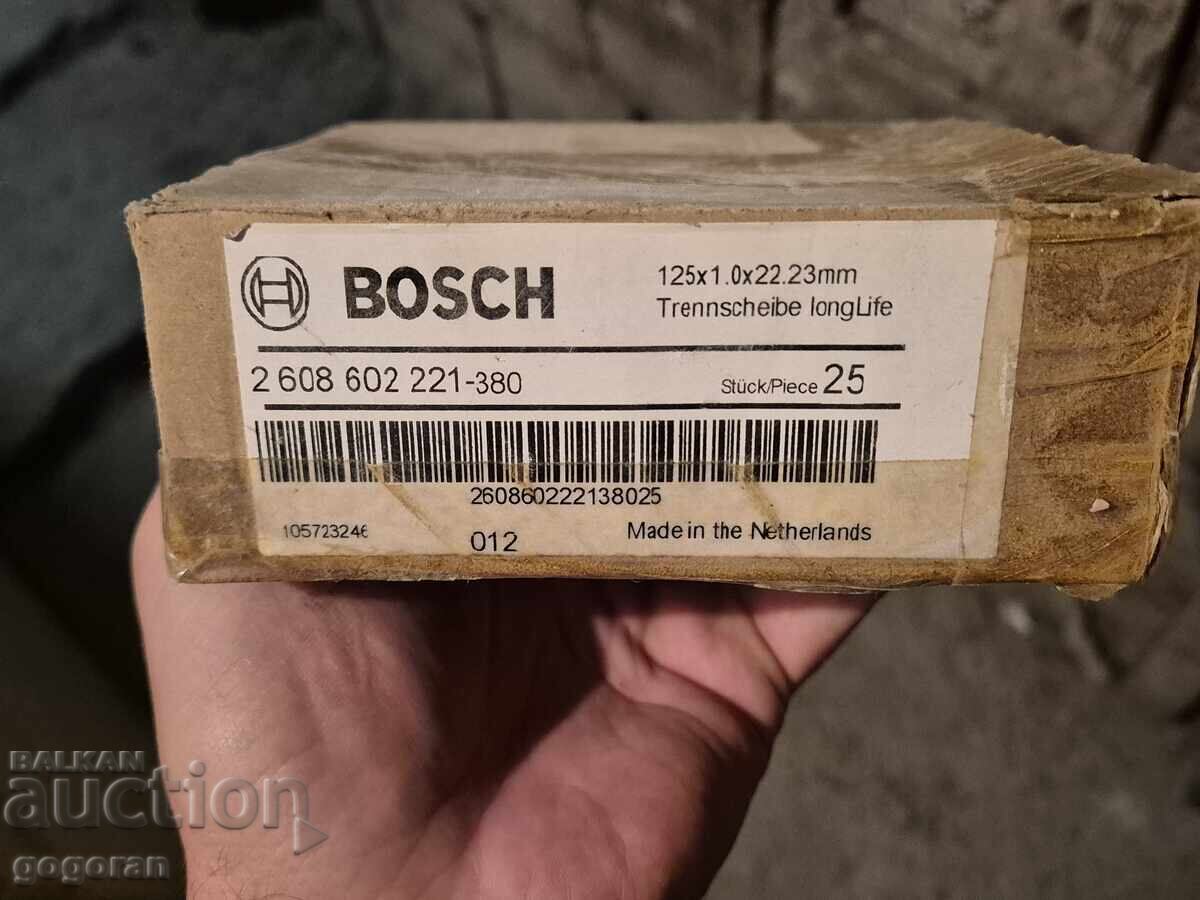 BOSCH
125x1.0x22.23mm
Trennscheibe longLife
2 608 602 221-380
Stück/Piece 25
260860222138025
105723246
012
Made in the Netherlands
BALKAN
auction
gogoran